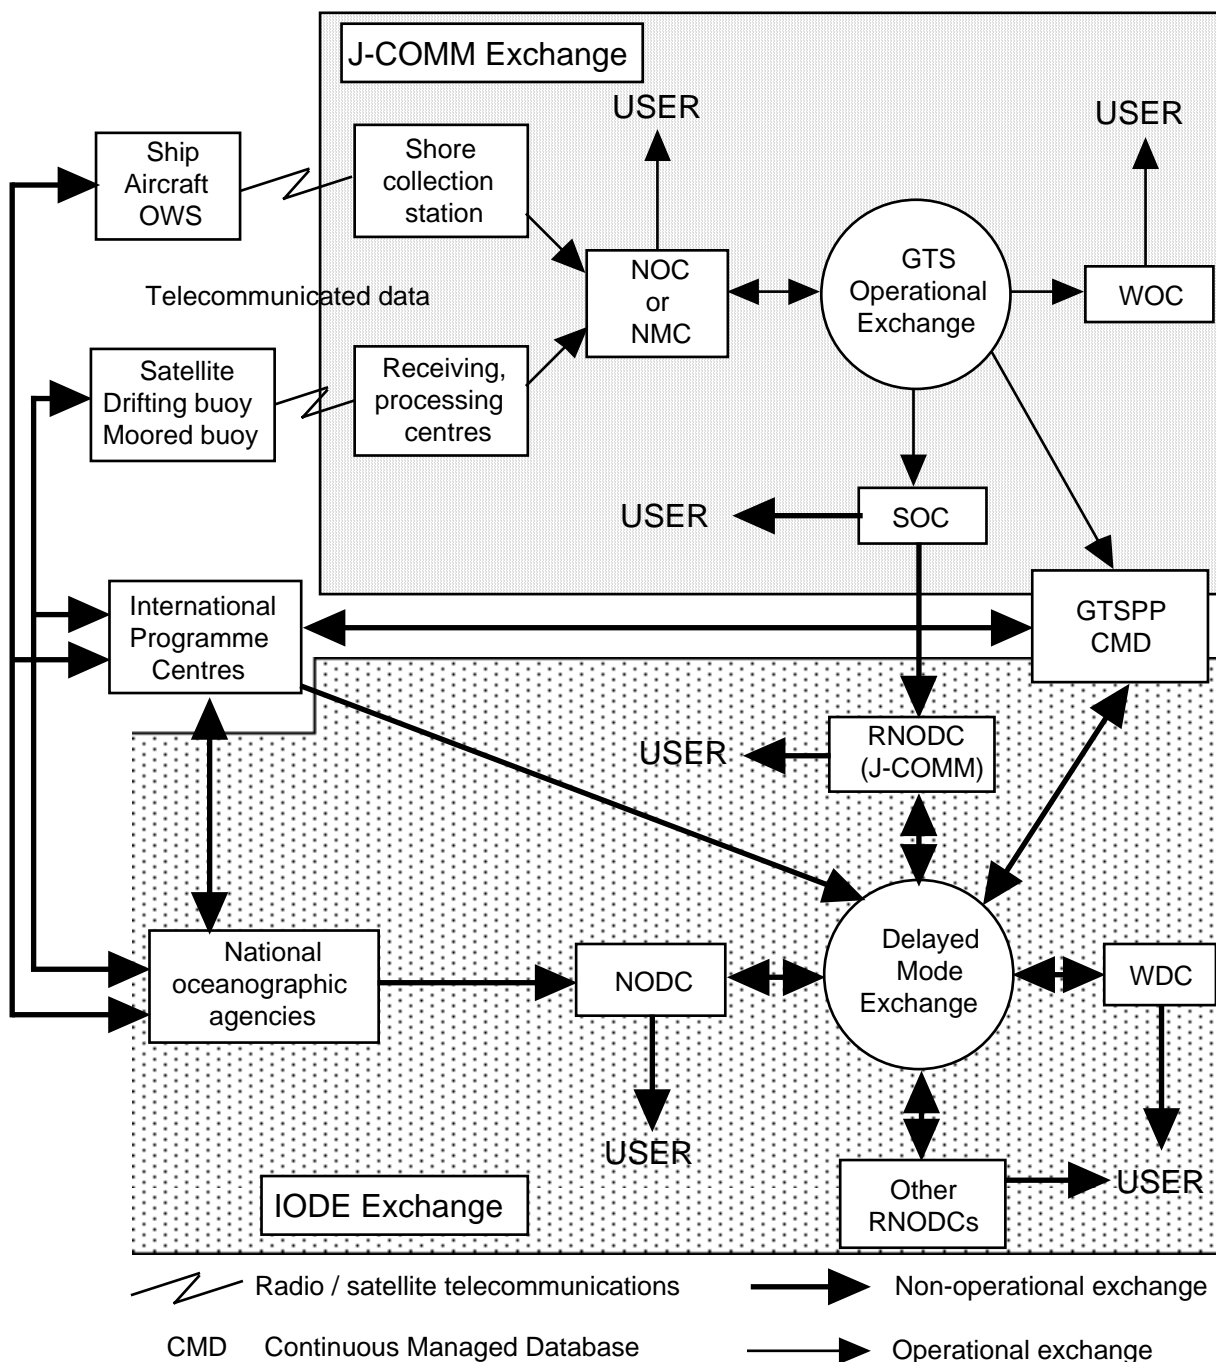 J-COMM Exchange
USER
USER
Ship
Aircraft
OWS
Shore
collection
station
NOC
or
NMC
GTS
Operational
Exchange
WOC
Telecommunicated data
Satellite
Drifting buoy
Moored buoy
Receiving,
processing
centres
USER
SOC
International
Programme
Centres
GTSPP
CMD
USER
RNODC
(J-COMM)
National
oceanographic
agencies
NODC
Delayed
Mode
Exchange
WDC
USER
USER
IODE Exchange
Other
RNODCs
Radio / satellite telecommunications
Non-operational exchange
CMD Continuous Managed Database
Operational exchange